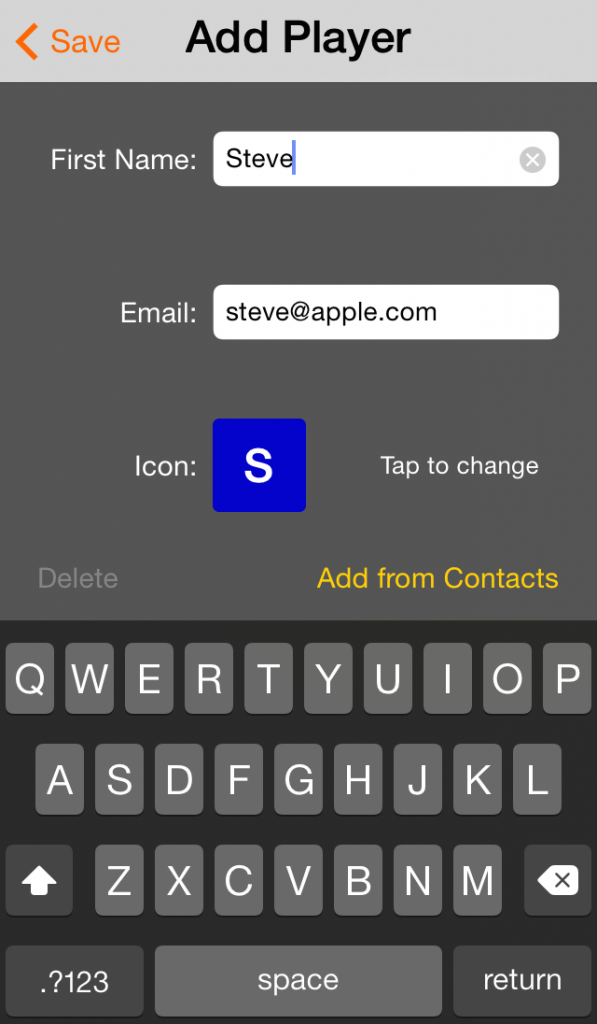 Save Add Player
First Name: Steve
Email: steve@apple.com
Icon: S Tap to change
Delete Add from Contacts
Q W E R T Y U I O P
A S D F G H J K L
Z X C V B N M
.?123 space return